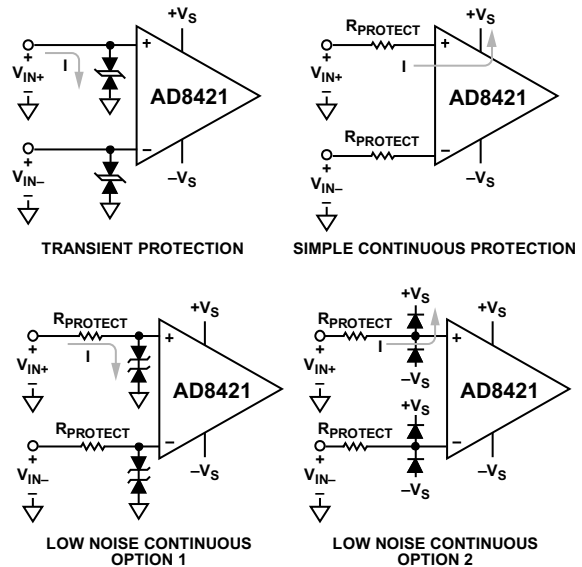 +VS
RPROTECT
I
+
VIN+
–
+
AD8421
+
VIN–
–
–
–VS
TRANSIENT PROTECTION
RPROTECT
+VS
I
+
VIN+
–
+
AD8421
RPROTECT
+
VIN–
–
–
–VS
SIMPLE CONTINUOUS PROTECTION
RPROTECT
+VS
I
+
VIN+
–
+
AD8421
RPROTECT
+
VIN–
–
–
–VS
LOW NOISE CONTINUOUS
OPTION 1
RPROTECT
+VS
+VS
I
+
VIN+
–
+
–VS
AD8421
RPROTECT
+VS
+
VIN–
–
–
–VS
–VS
LOW NOISE CONTINUOUS
OPTION 2